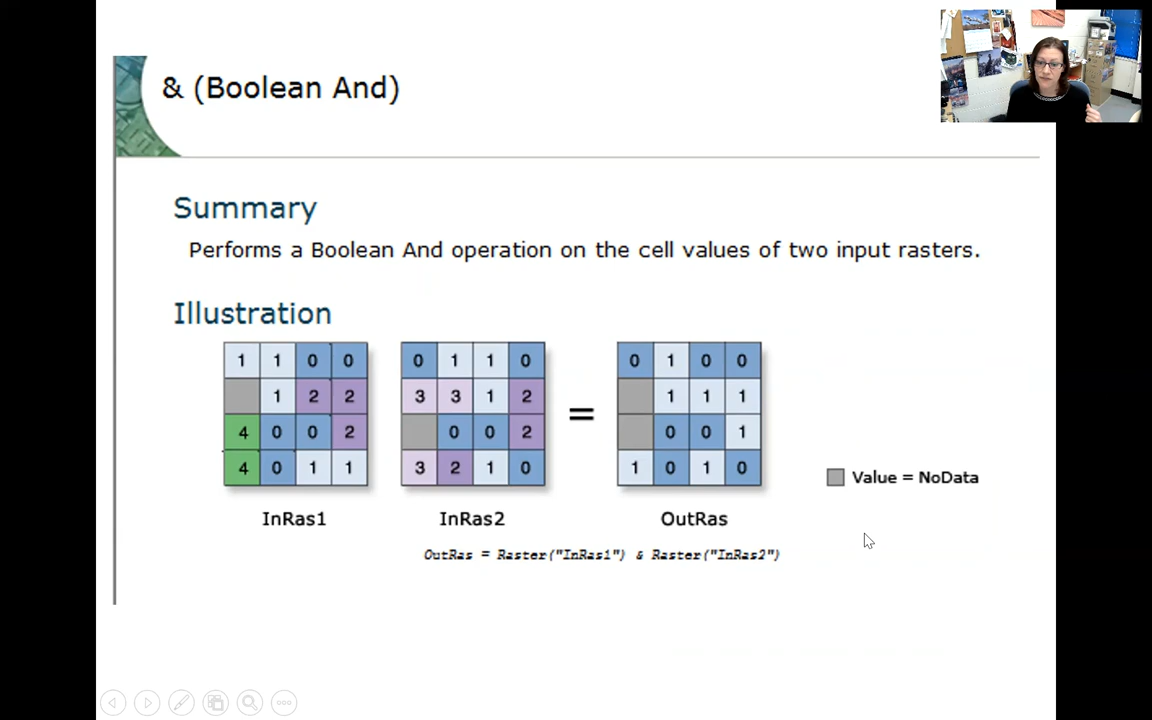 & (Boolean And)
Summary
Performs a Boolean And operation on the cell values of two input rasters.
Illustration
1 1 0 0 0 1 1 0 0 1 0 0
1 2 2 3 3 1 2 = 1 1 1
4 0 0 2 0 0 2 0 0 1
4 0 1 1 3 2 1 0 1 0 1 0
Value = NoData
InRas1 InRas2 OutRas
OutRas = Raster("InRas1") & Raster("InRas2")